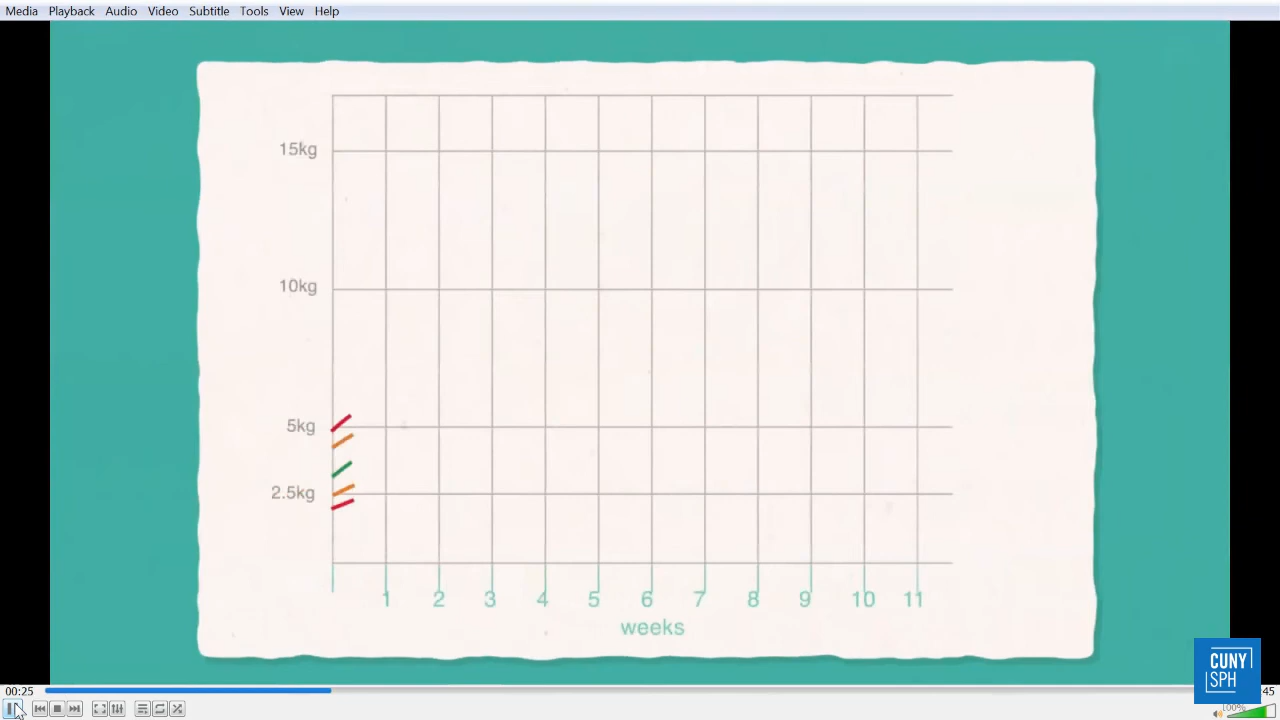 Media Playback Audio Video Subtitle Tools View Help
15kg
10kg
5kg
2.5kg
1 2 3 4 5 6 7 8 9 10 11
weeks
CUNY
SPH
00:25
45
100%